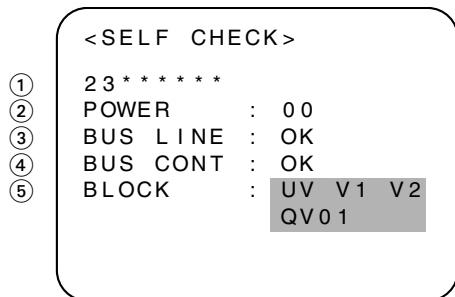 <SELF CHECK>
① 23******
② POWER : 00
③ BUS LINE : OK
④ BUS CONT : OK
⑤ BLOCK : UV V1 V2
QV01